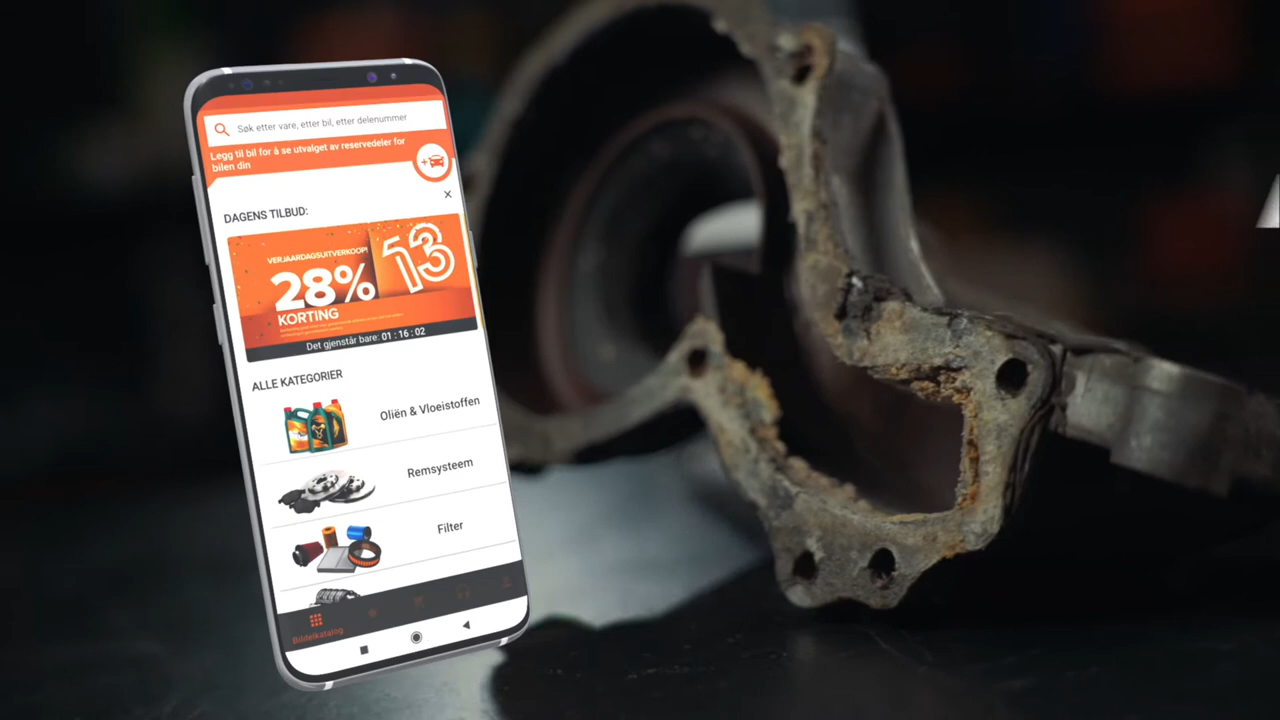 Søk etter vare, etter bil, etter delenummer
Legg til bil for å se utvalget av reservedeler for
bilen din
DAGENS TILBUD:
VERJAARDAGSUITVERKOOP!
28%
13
KORTING
Det gjenstår bare: 01 : 16 : 02
ALLE KATEGORIER
Oliën & Vloeistoffen
Remsysteem
Filter
Bildelkatalog